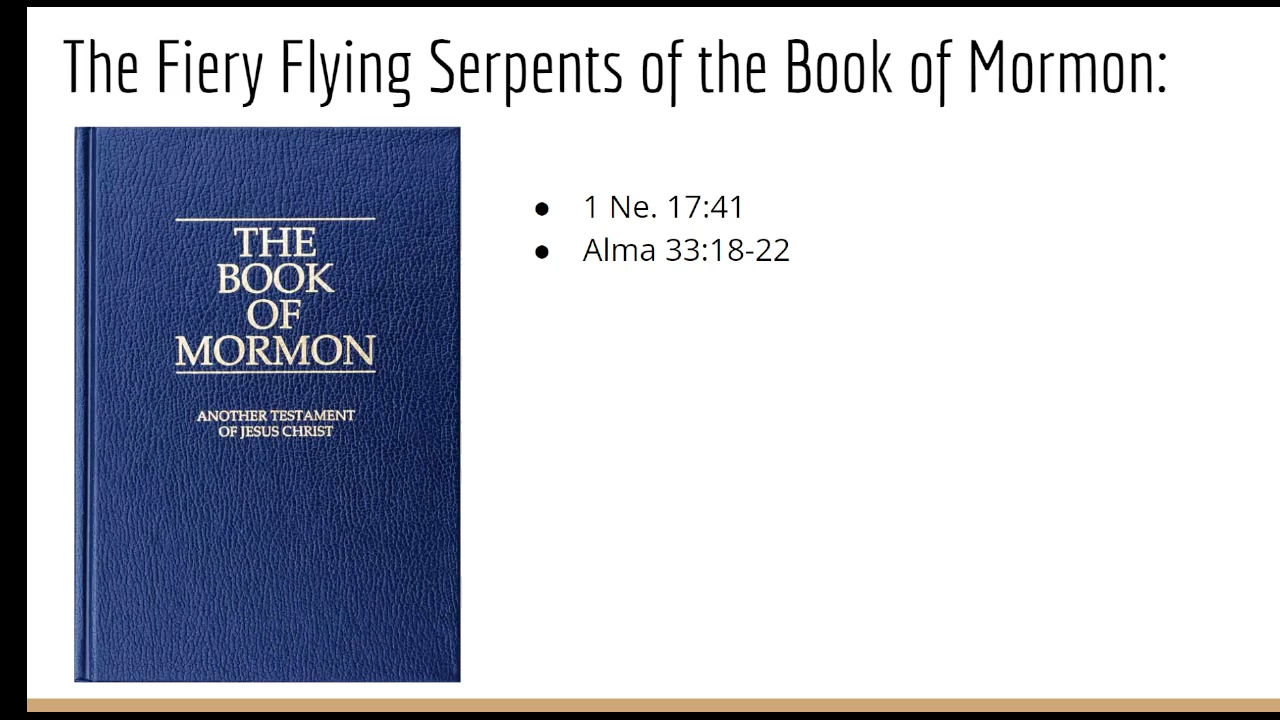 The Fiery Flying Serpents of the Book of Mormon:
THE
BOOK
OF
MORMON
ANOTHER TESTAMENT
OF JESUS CHRIST
● 1 Ne. 17:41
● Alma 33:18-22